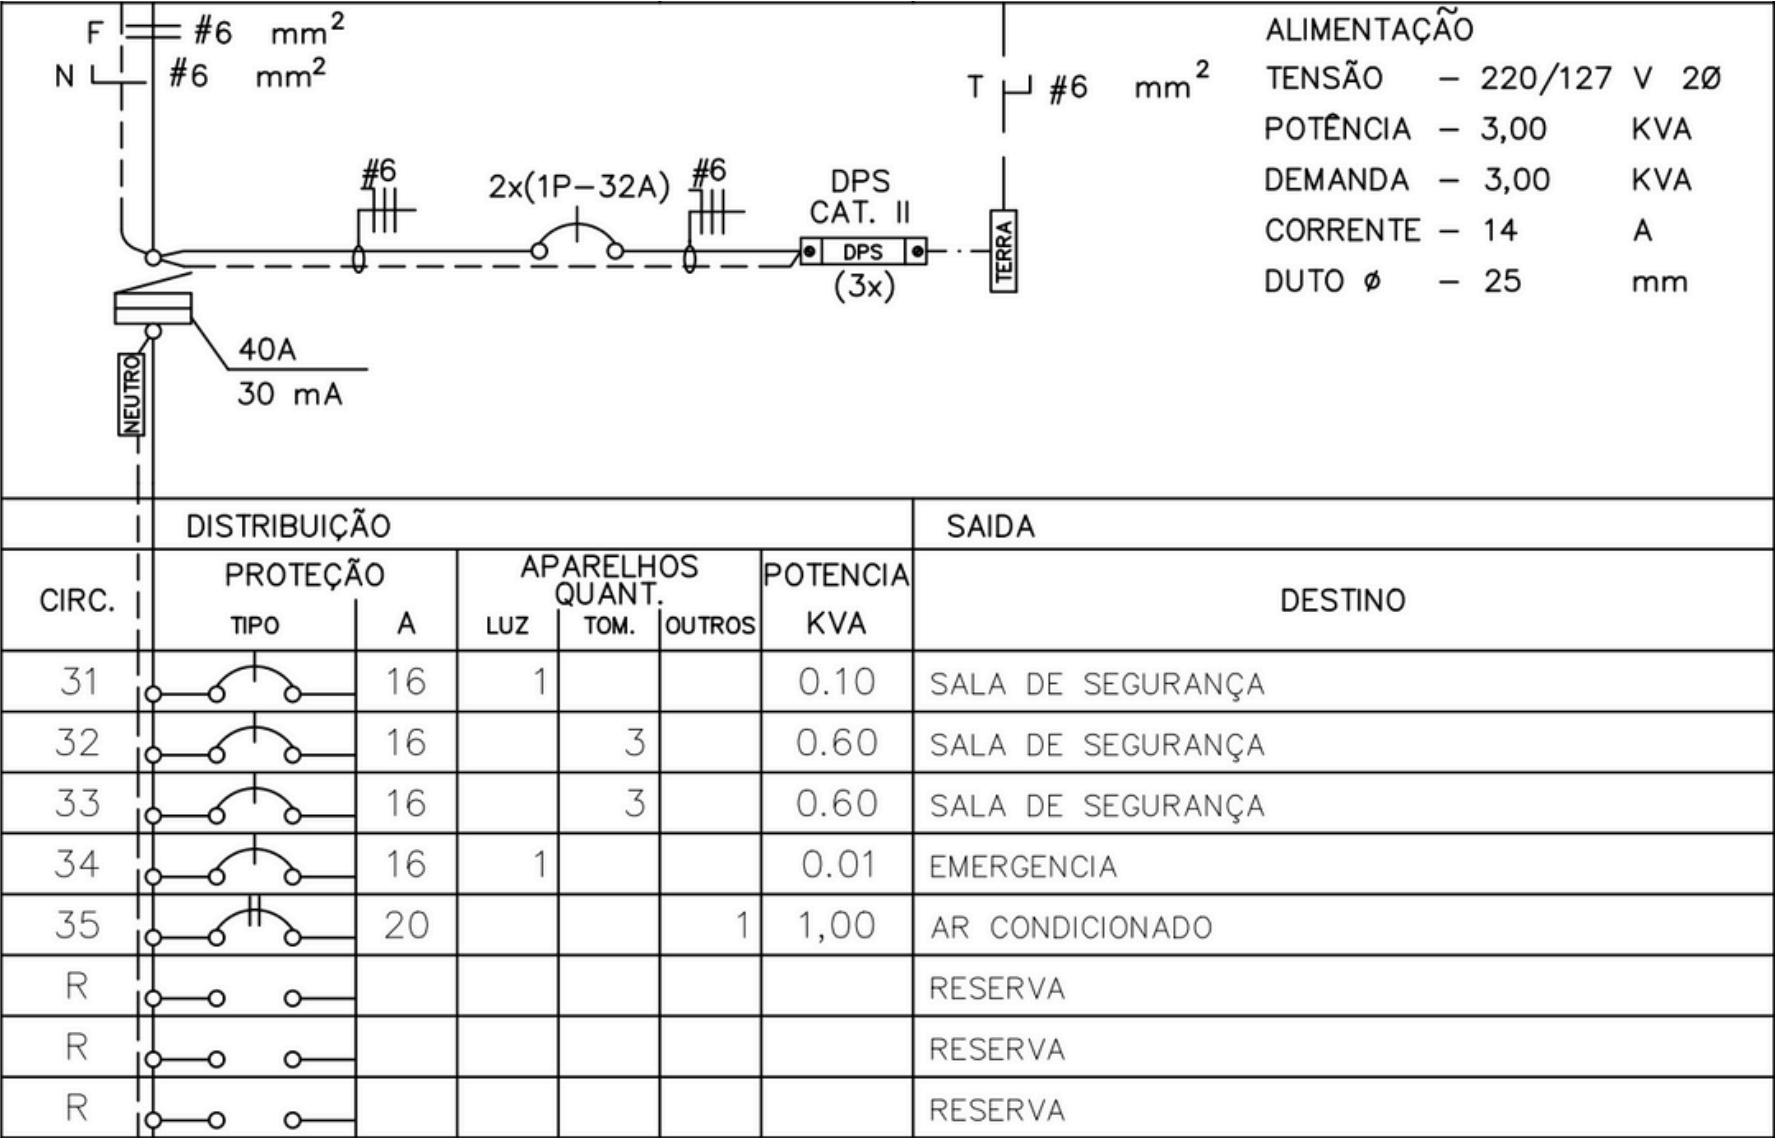 F #6 mm²
N #6 mm²
#6
2x(1P-32A)
#6
DPS
CAT. II
DPS
(3x)
T #6 mm²
TERRA
40A
30 mA
NEUTRO
ALIMENTAÇÃO
TENSÃO - 220/127 V 2Ø
POTÊNCIA - 3,00 KVA
DEMANDA - 3,00 KVA
CORRENTE - 14 A
DUTO ø - 25 mm
DISTRIBUIÇÃO SAIDA
CIRC. PROTEÇÃO APARELHOS QUANT. POTENCIA DESTINO
TIPO A LUZ TOM. OUTROS KVA
31 16 1 0.10 SALA DE SEGURANÇA
32 16 3 0.60 SALA DE SEGURANÇA
33 16 3 0.60 SALA DE SEGURANÇA
34 16 1 0.01 EMERGENCIA
35 20 1 1,00 AR CONDICIONADO
R RESERVA
R RESERVA
R RESERVA